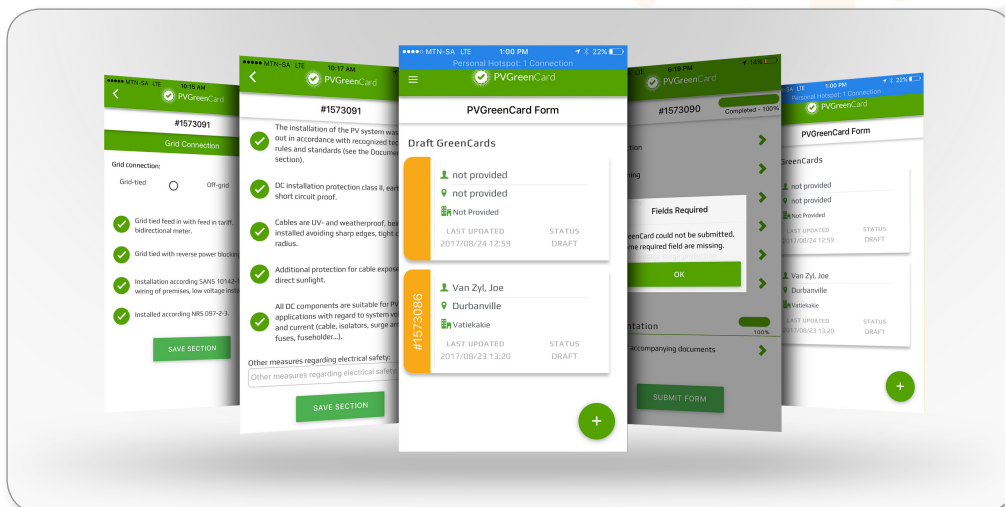 MTN-SA LTE 10:15 AM
PVGreenCard
#1573091
Grid Connection
Grid connection:
Grid-tied Off-grid
Grid tied feed in with feed in tariff,
bidirectional meter.
Grid tied with reverse power blocking
Installation according SANS 10142-
wiring of premises, low voltage insta
Installed according NRS 097-2-3.
SAVE SECTION
MTN-SA LTE 10:17 AM
PVGreenCard
#1573091
The installation of the PV system was
out in accordance with recognized tec
rules and standards (see the Docume
section).
DC installation protection class II, eart
short circuit proof.
Cables are UV- and weatherproof, bei
installed avoiding sharp edges, tight c
radius.
Additional protection for cable expose
direct sunlight.
All DC components are suitable for PV
applications with regard to system vol
and current (cable, isolators, surge arr
fuses, fuseholder...).
Other measures regarding electrical safety:
Other measures regarding electrical safety:
SAVE SECTION
MTN-SA LTE 1:00 PM 22%
Personal Hotspot: 1 Connection
PVGreenCard
PVGreenCard Form
Draft GreenCards
not provided
not provided
Not Provided
LAST UPDATED STATUS
2017/08/24 12:59 DRAFT
#1573086
Van Zyl, Joe
Durbanville
Vatiekakie
LAST UPDATED STATUS
2017/08/23 13:20 DRAFT
+
LTE 6:19 PM 14%
PVGreenCard
#1573090
Completed - 100%
ction
ning
Fields Required
eenCard could not be submitted,
me required field are missing.
OK
ntation
100%
accompanying documents
SUBMIT FORM
-SA LTE 1:00 PM 22%
Personal Hotspot: 1 Connection
PVGreenCard
PVGreenCard Form
GreenCards
not provided
not provided
Not Provided
LAST UPDATED STATUS
2017/08/24 12:59 DRAFT
Van Zyl, Joe
Durbanville
Vatiekakie
LAST UPDATED STATUS
2017/08/23 13:20 DRAFT
+